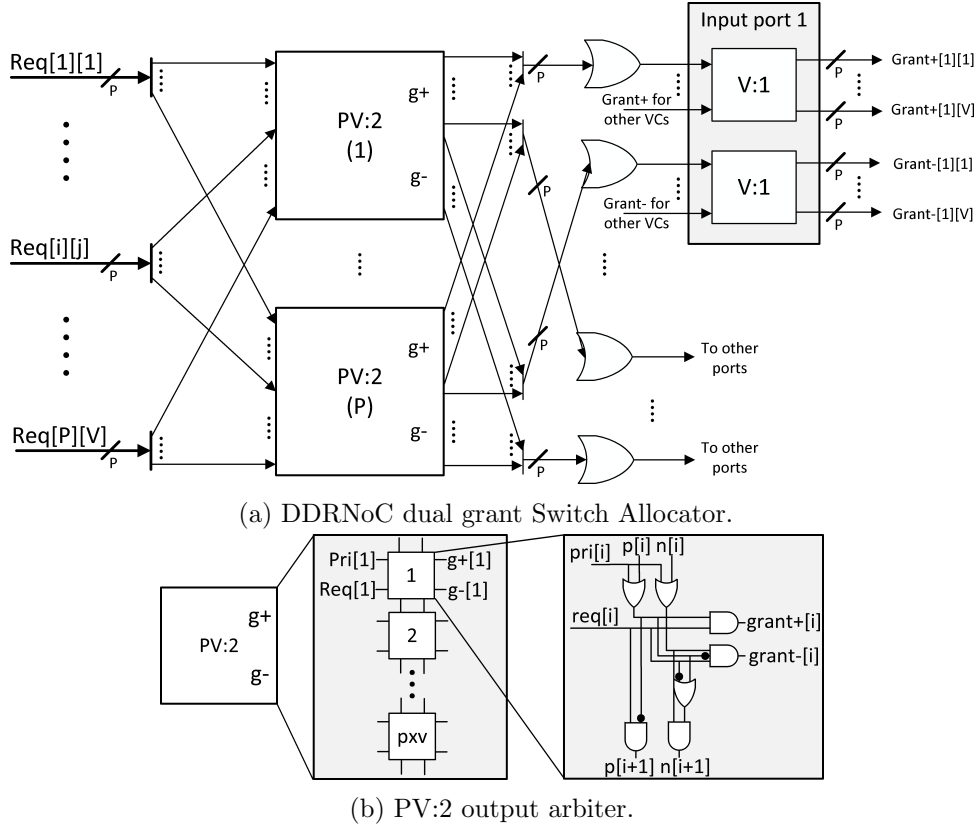 Input port 1
Req[1][1]
P
PV:2
(1)
g+
g-
P
Grant+ for
other VCs
V:1
P
Grant+[1][1]
P
Grant+[1][V]
Grant- for
other VCs
V:1
P
Grant-[1][1]
P
Grant-[1][V]
P
Req[i][j]
P
PV:2
(P)
g+
g-
P
To other
ports
Req[P][V]
P
P
To other
ports
(a) DDRNoC dual grant Switch Allocator.
PV:2
g+
g-
Pri[1]
Req[1]
1
g+[1]
g-[1]
2
pxv
pri[i]
p[i]
n[i]
req[i]
grant+[i]
grant-[i]
p[i+1]
n[i+1]
(b) PV:2 output arbiter.